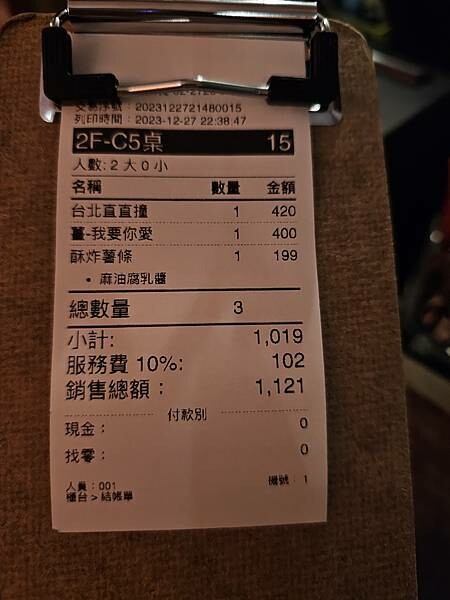 交易序號：2023122721480015
列印時間：2023-12-27 22:38:47
2F-C5桌 15
人數: 2 大 0 小
名稱 數量 金額
台北直直撞 1 420
薑-我要你愛 1 400
酥炸薯條 1 199
• 麻油腐乳醬
總數量 3
小計: 1,019
服務費 10%: 102
銷售總額： 1,121
付款別
現金： 0
找零： 0
人員：001 機號：1
櫃台 > 結帳單